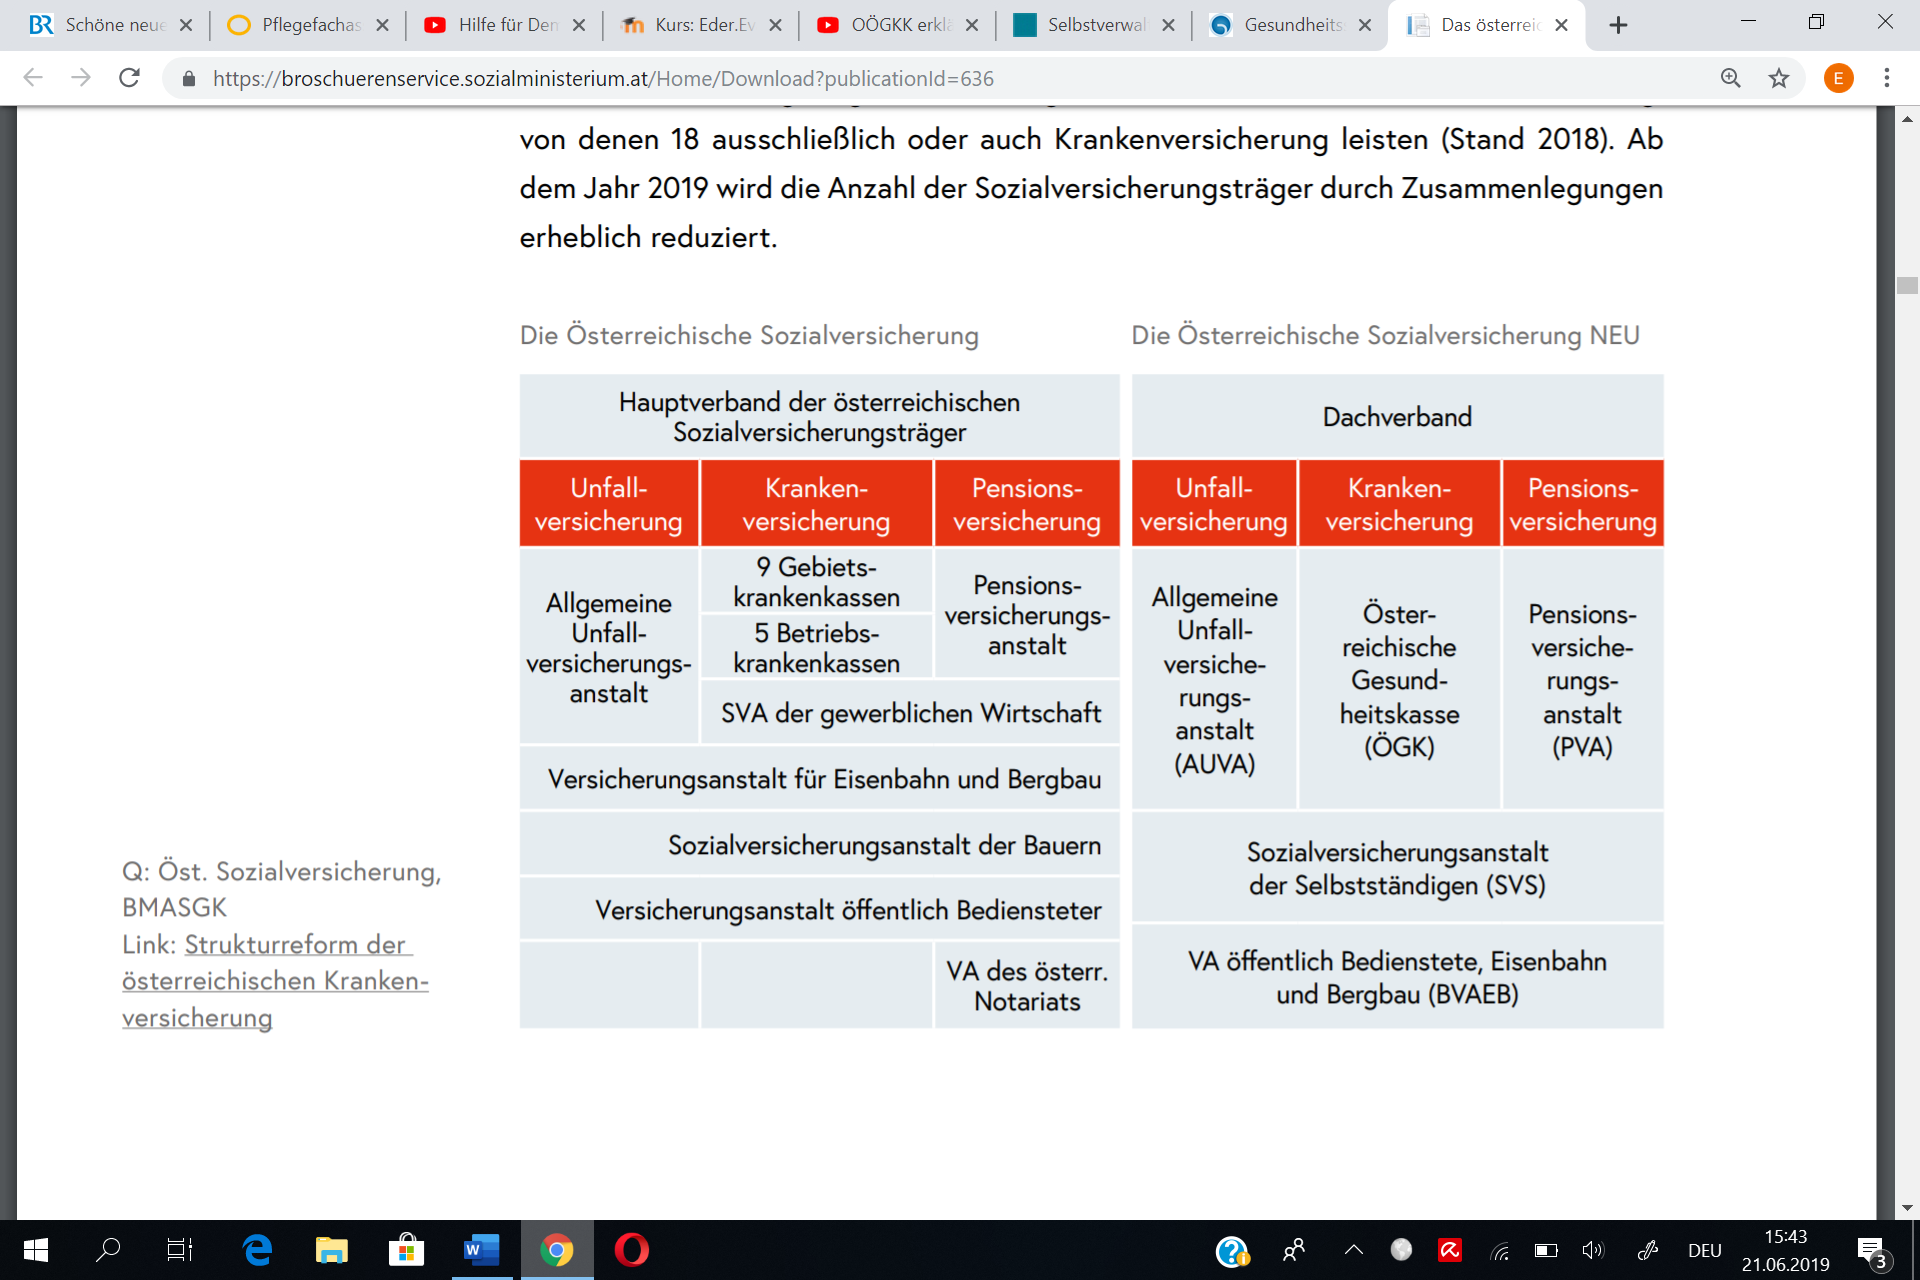 Schöne neue
Pflegefachas
Hilfe für Dem
Kurs: Eder.Ev
OÖGKK erklä
Selbstverwal
Gesundheits
Das österreic
https://broschuerenservice.sozialministerium.at/Home/Download?publicationId=636
E
von denen 18 ausschließlich oder auch Krankenversicherung leisten (Stand 2018). Ab
dem Jahr 2019 wird die Anzahl der Sozialversicherungsträger durch Zusammenlegungen
erheblich reduziert.
Die Österreichische Sozialversicherung
Hauptverband der österreichischen
Sozialversicherungsträger
Unfall-
versicherung
Kranken-
versicherung
Pensions-
versicherung
Allgemeine
Unfall-
versicherungs-
anstalt
9 Gebiets-
krankenkassen
5 Betriebs-
krankenkassen
Pensions-
versicherungs-
anstalt
SVA der gewerblichen Wirtschaft
Versicherungsanstalt für Eisenbahn und Bergbau
Sozialversicherungsanstalt der Bauern
Versicherungsanstalt öffentlich Bediensteter
VA des österr.
Notariats
Die Österreichische Sozialversicherung NEU
Dachverband
Unfall-
versicherung
Kranken-
versicherung
Pensions-
versicherung
Allgemeine
Unfall-
versiche-
rungs-
anstalt
(AUVA)
Öster-
reichische
Gesund-
heitskasse
(ÖGK)
Pensions-
versiche-
rungs-
anstalt
(PVA)
Sozialversicherungsanstalt
der Selbstständigen (SVS)
VA öffentlich Bedienstete, Eisenbahn
und Bergbau (BVAEB)
Q: Öst. Sozialversicherung,
BMASGK
Link: Strukturreform der
österreichischen Kranken-
versicherung
DEU
15:43
21.06.2019
3